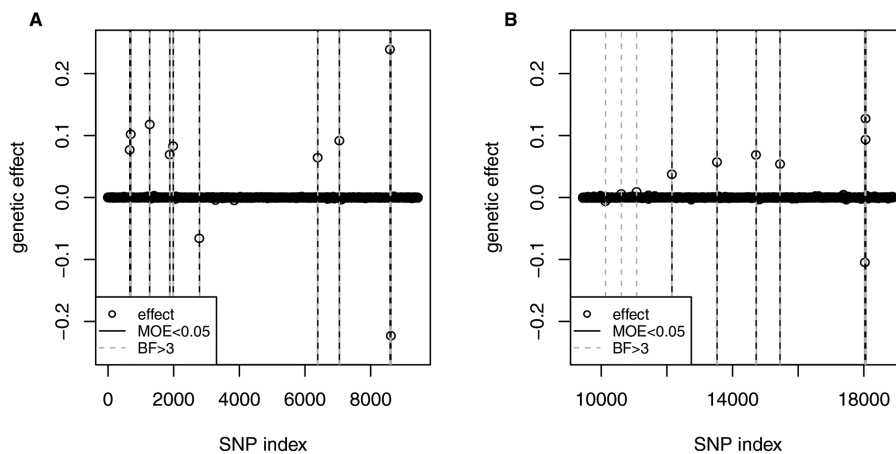 A
genetic effect
0.2
0.1
0.0
−0.1
−0.2
effect
MOE<0.05
BF>3
0 2000 4000 6000 8000
SNP index
B
genetic effect
0.2
0.1
0.0
−0.1
−0.2
effect
MOE<0.05
BF>3
10000 14000 18000
SNP index